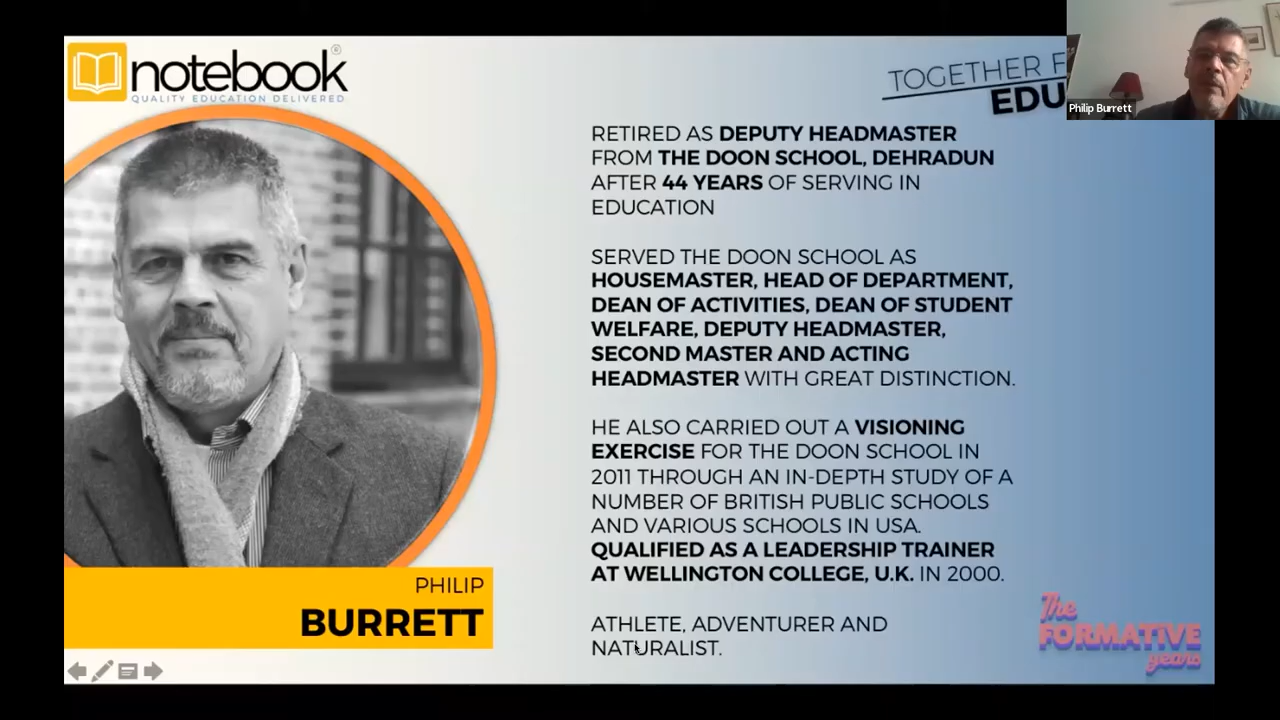 notebook®
QUALITY EDUCATION DELIVERED
TOGETHER F
EDU
Philip Burrett
RETIRED AS DEPUTY HEADMASTER
FROM THE DOON SCHOOL, DEHRADUN
AFTER 44 YEARS OF SERVING IN
EDUCATION
SERVED THE DOON SCHOOL AS
HOUSEMASTER, HEAD OF DEPARTMENT,
DEAN OF ACTIVITIES, DEAN OF STUDENT
WELFARE, DEPUTY HEADMASTER,
SECOND MASTER AND ACTING
HEADMASTER WITH GREAT DISTINCTION.
HE ALSO CARRIED OUT A VISIONING
EXERCISE FOR THE DOON SCHOOL IN
2011 THROUGH AN IN-DEPTH STUDY OF A
NUMBER OF BRITISH PUBLIC SCHOOLS
AND VARIOUS SCHOOLS IN USA.
QUALIFIED AS A LEADERSHIP TRAINER
AT WELLINGTON COLLEGE, U.K. IN 2000.
ATHLETE, ADVENTURER AND
NATURALIST.
PHILIP
BURRETT
The
FORMATIVE
years